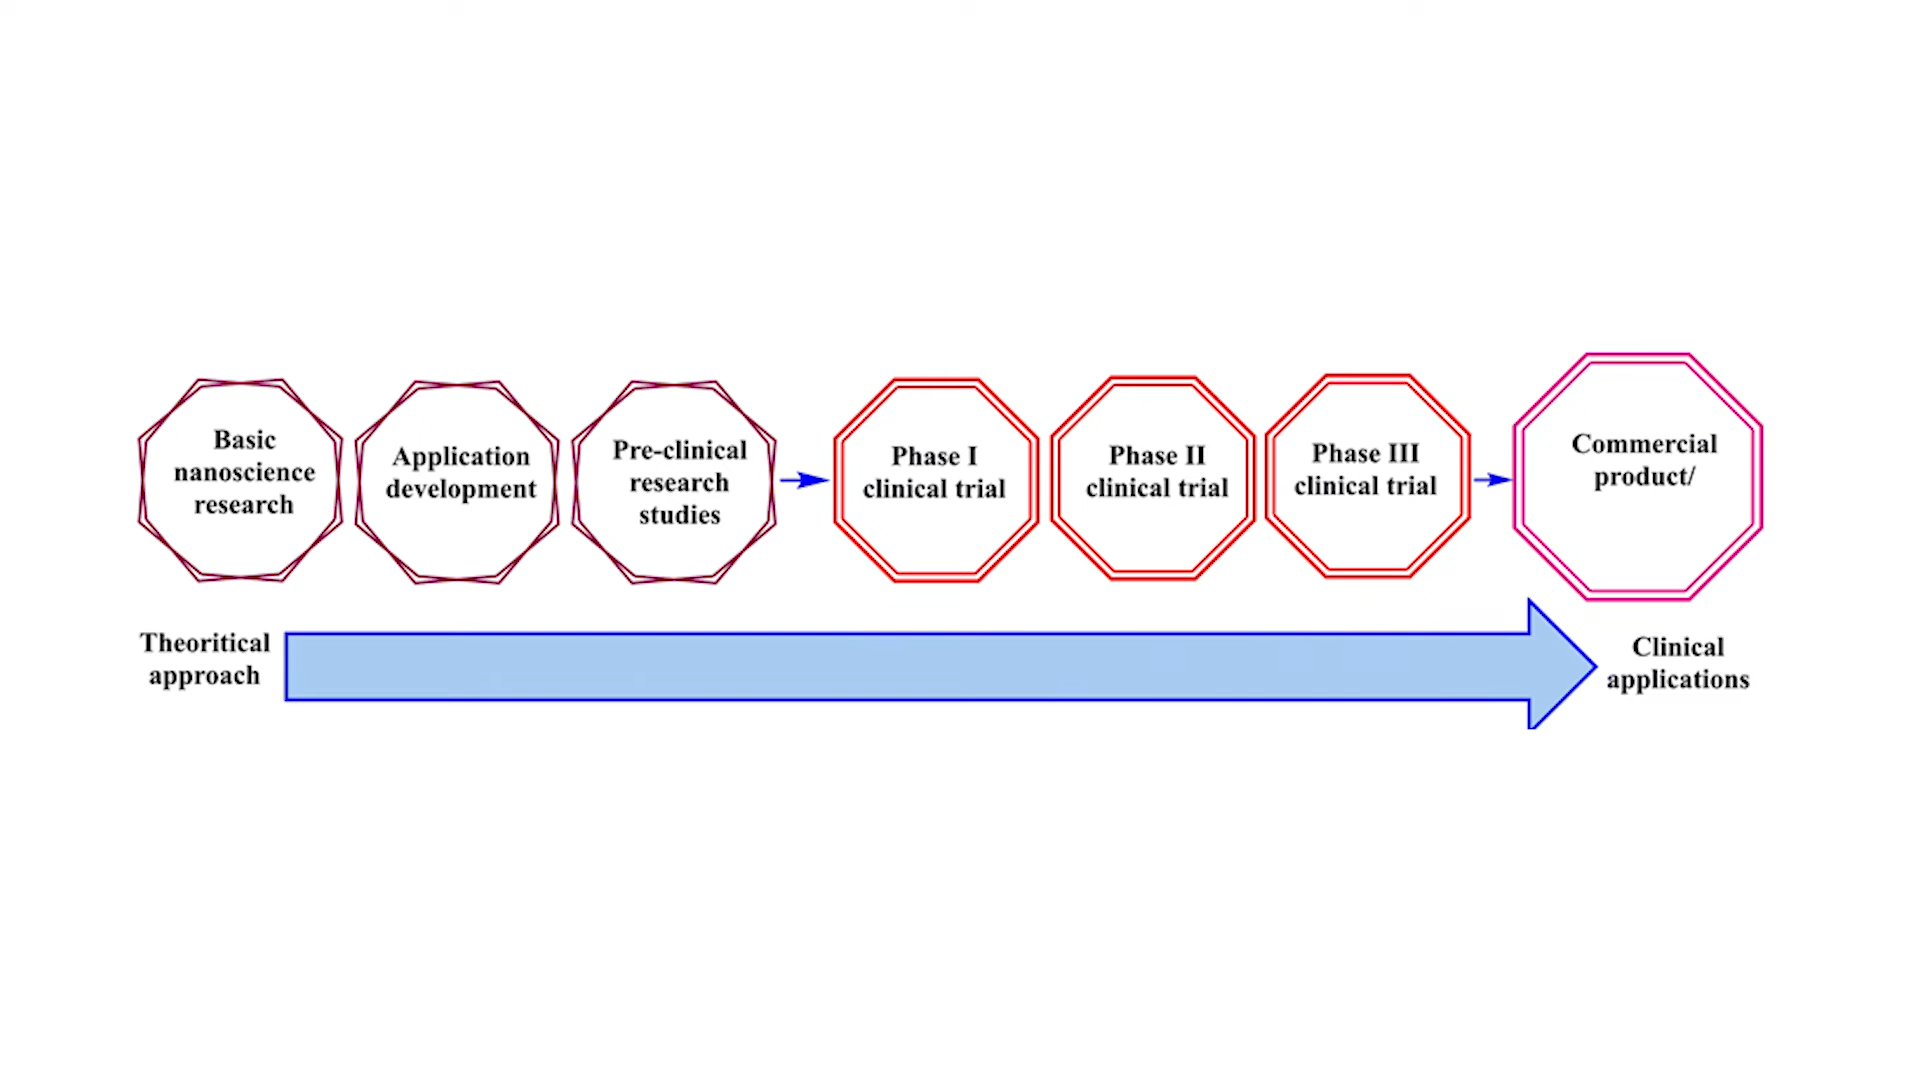 Basic
nanoscience
research
Application
development
Pre-clinical
research
studies
Phase I
clinical trial
Phase II
clinical trial
Phase III
clinical trial
Commercial
product/
Theoritical
approach
Clinical
applications